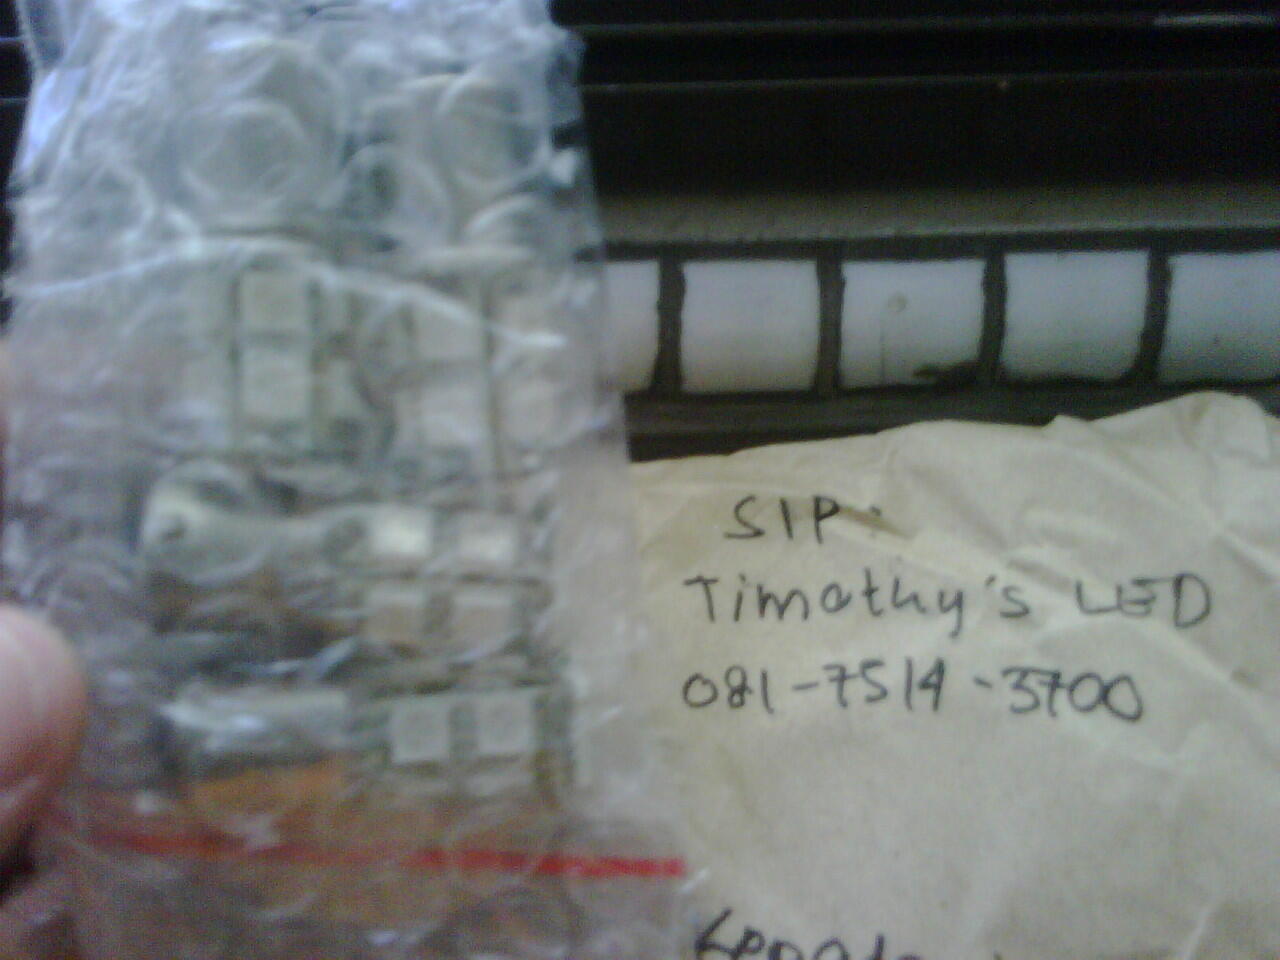 SIP:
Timothy's LED
081-7514-3700